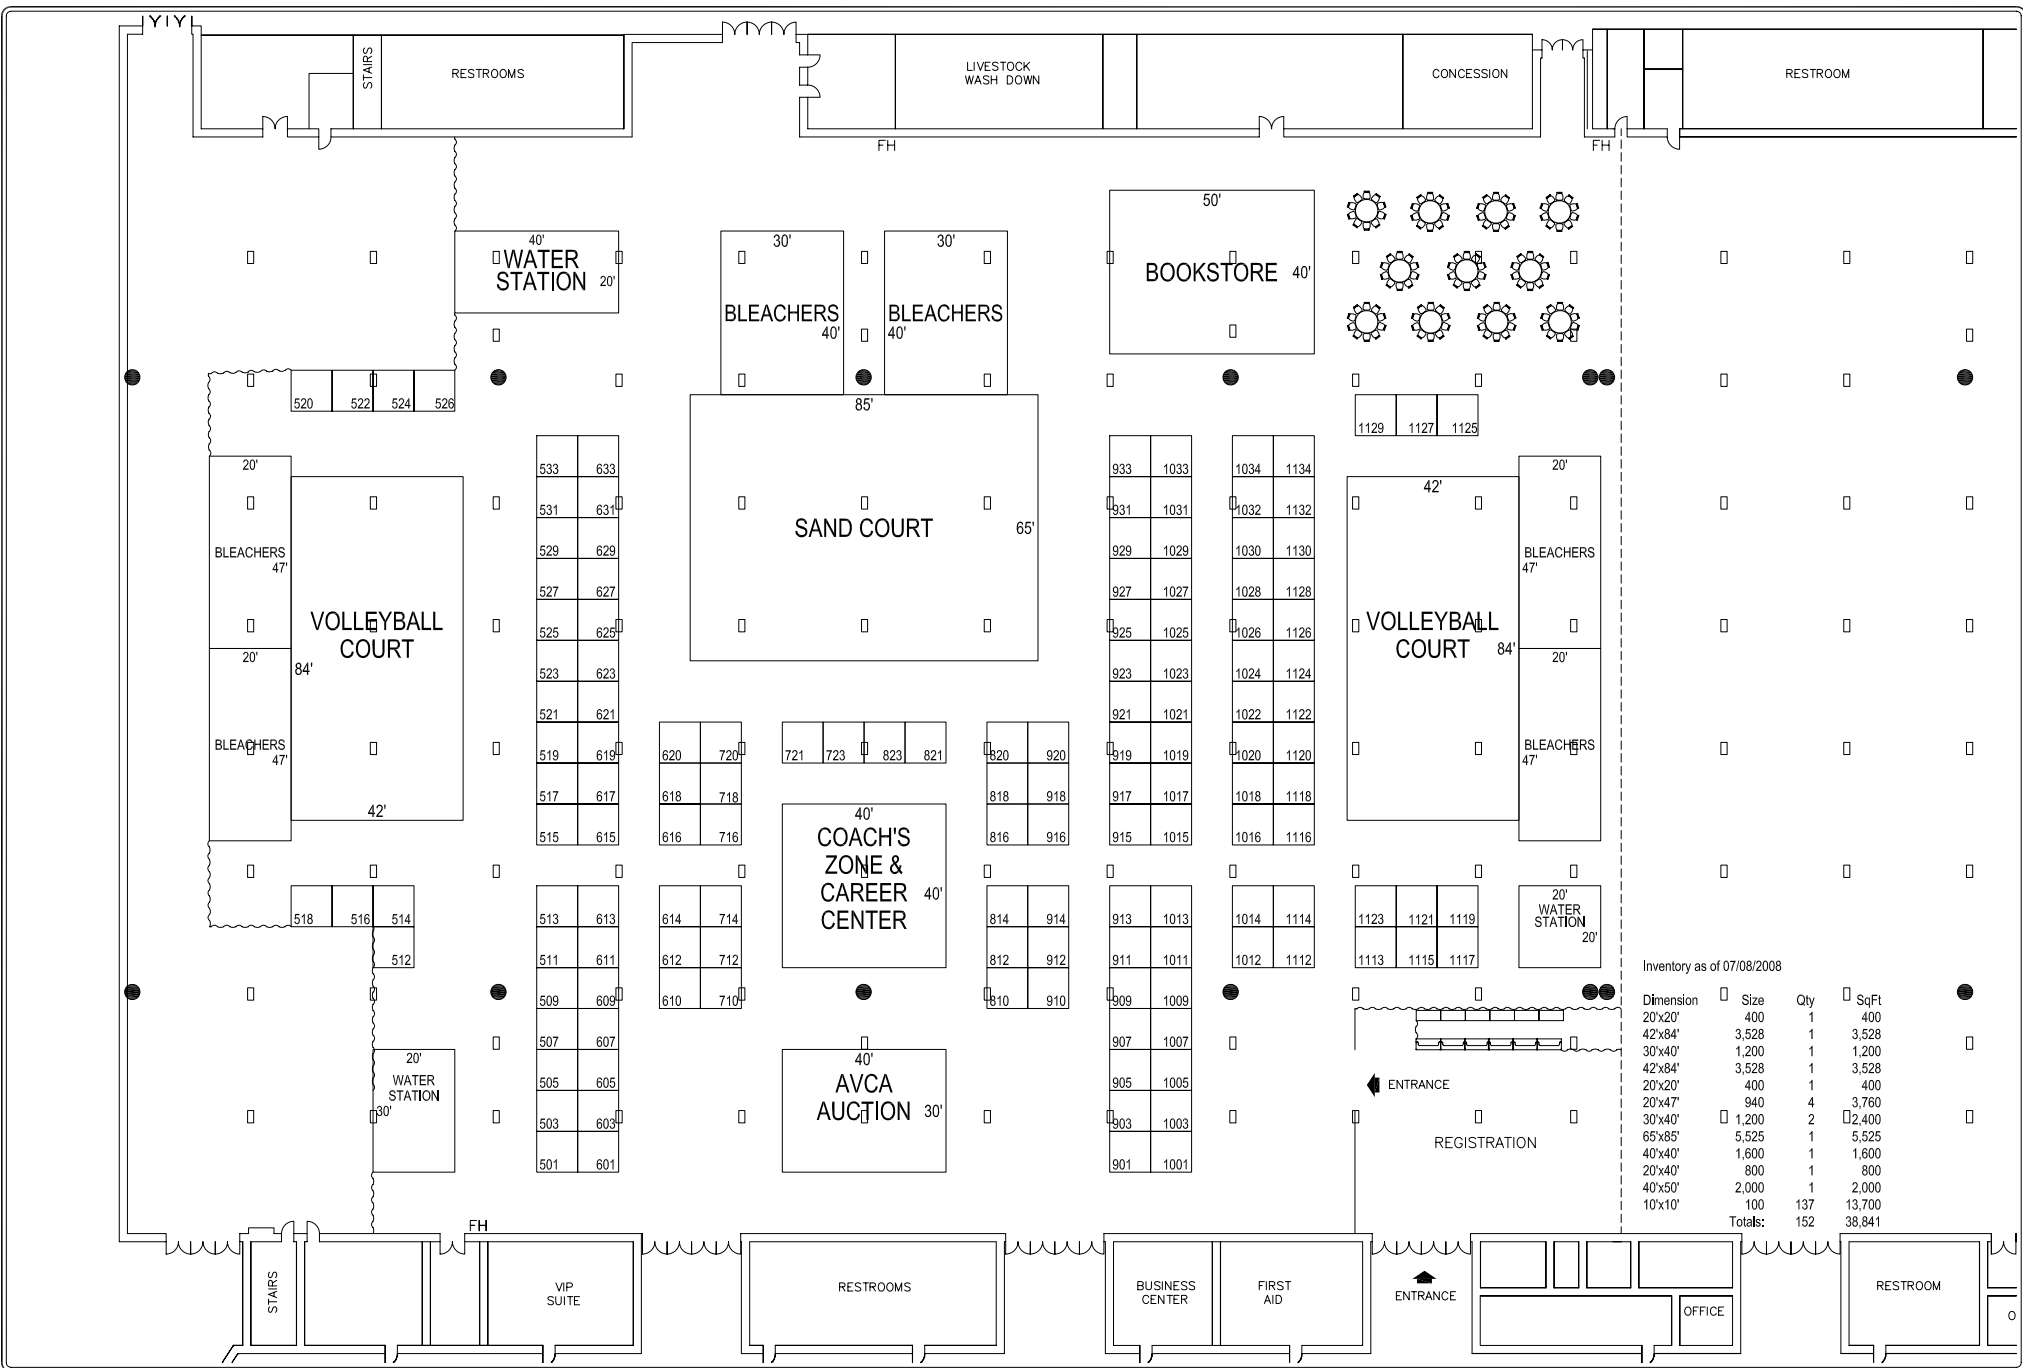 STAIRS
RESTROOMS
LIVESTOCK
WASH DOWN
CONCESSION
RESTROOM
FH
FH
40'
WATER
STATION
20'
30'
BLEACHERS
40'
30'
BLEACHERS
40'
50'
BOOKSTORE
40'
520 522 524 526
85'
SAND COURT
65'
1129 1127 1125
20'
BLEACHERS
47'
20'
BLEACHERS
47'
VOLLEYBALL
COURT
84'
42'
533 633
531 631
529 629
527 627
525 625
523 623
521 621
519 619
517 617
515 615
620 720
618 718
616 716
721 723 823 821
820 920
818 918
816 916
933 1033
931 1031
929 1029
927 1027
925 1025
923 1023
921 1021
919 1019
917 1017
915 1015
1034 1134
1032 1132
1030 1130
1028 1128
1026 1126
1024 1124
1022 1122
1020 1120
1018 1118
1016 1116
42'
VOLLEYBALL
COURT
84'
20'
BLEACHERS
47'
20'
BLEACHERS
47'
40'
COACH'S
ZONE &
CAREER
CENTER
40'
518 516 514
512
513 613
511 611
509 609
507 607
505 605
503 603
501 601
614 714
612 712
610 710
814 914
812 912
810 910
913 1013
911 1011
909 1009
907 1007
905 1005
903 1003
901 1001
1014 1114
1012 1112
1123 1121 1119
1113 1115 1117
20'
WATER
STATION
20'
20'
WATER
STATION
30'
40'
AVCA
AUCTION
30'
ENTRANCE
REGISTRATION
Inventory as of 07/08/2008
Dimension Size Qty SqFt
20'x20' 400 1 400
42'x84' 3,528 1 3,528
30'x40' 1,200 1 1,200
42'x84' 3,528 1 3,528
20'x20' 400 1 400
20'x47' 940 4 3,760
30'x40' 1,200 2 2,400
65'x85' 5,525 1 5,525
40'x40' 1,600 1 1,600
20'x40' 800 1 800
40'x50' 2,000 1 2,000
10'x10' 100 137 13,700
Totals: 152 38,841
FH
STAIRS
VIP
SUITE
RESTROOMS
BUSINESS
CENTER
FIRST
AID
ENTRANCE
OFFICE
RESTROOM
O